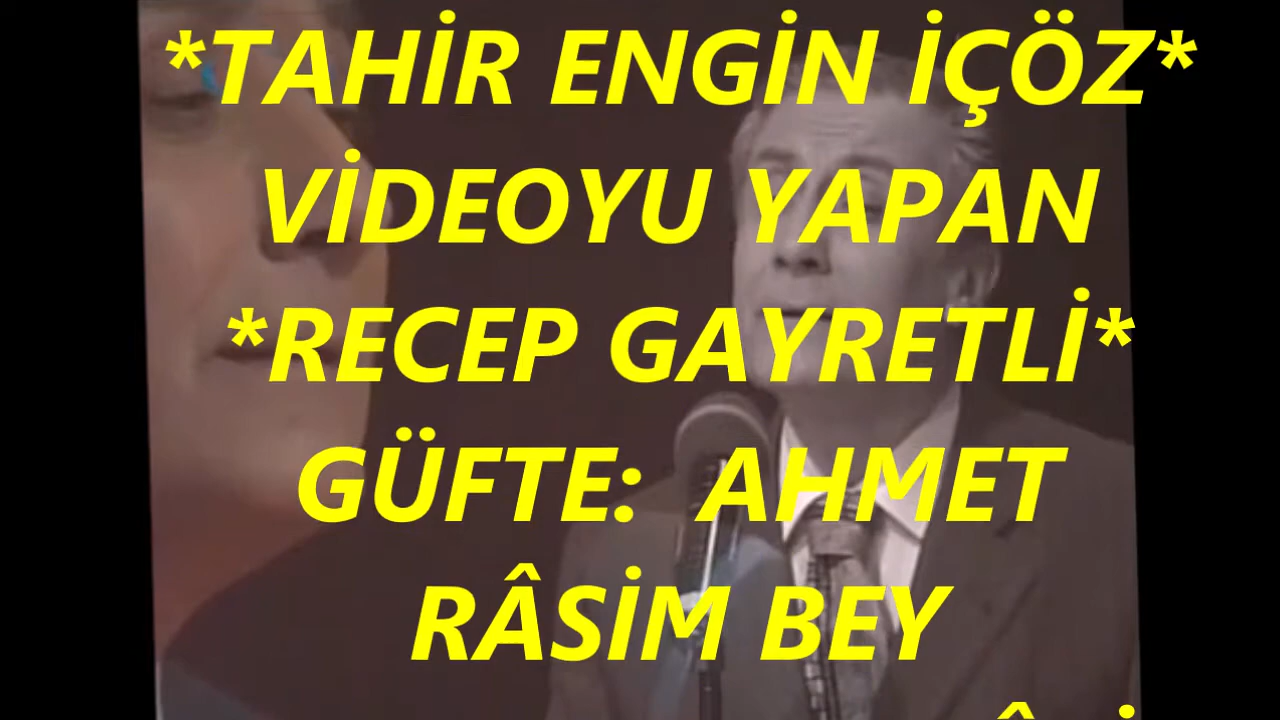 *TAHİR ENGİN İÇÖZ*
VİDEOYU YAPAN
*RECEP GAYRETLİ*
GÜFTE: AHMET
RÂSİM BEY